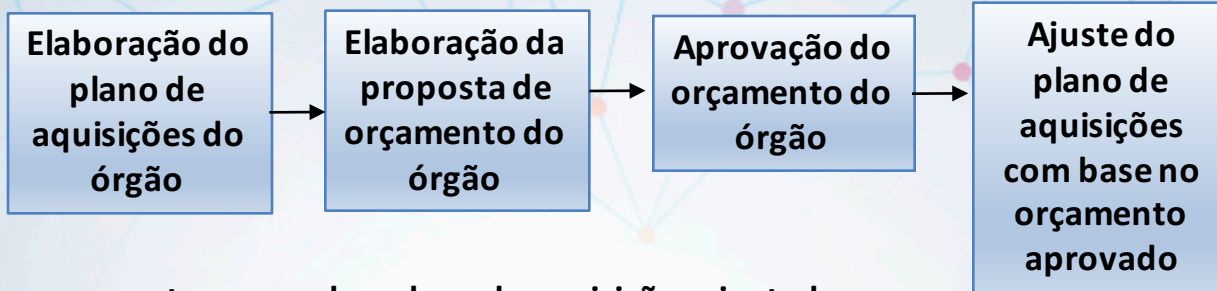 Elaboração do
plano de
aquisições do
órgão
Elaboração da
proposta de
orçamento do
órgão
Aprovação do
orçamento do
órgão
Ajuste do
plano de
aquisições
com base no
orçamento
aprovado